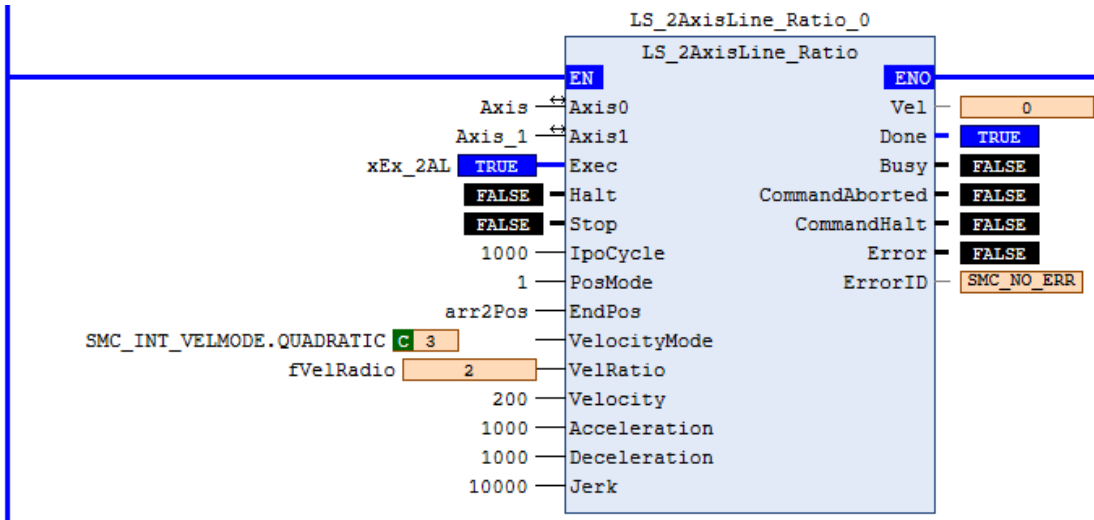 LS_2AxisLine_Ratio_0
LS_2AxisLine_Ratio
EN ENO
Axis Axis0 Vel 0
Axis_1 Axis1 Done TRUE
xEx_2AL TRUE Exec Busy FALSE
FALSE Halt CommandAborted FALSE
FALSE Stop CommandHalt FALSE
1000 IpoCycle Error FALSE
1 PosMode ErrorID SMC_NO_ERR
arr2Pos EndPos
SMC_INT_VELMODE.QUADRATIC C 3 VelocityMode
fVelRadio 2 VelRatio
200 Velocity
1000 Acceleration
1000 Deceleration
10000 Jerk